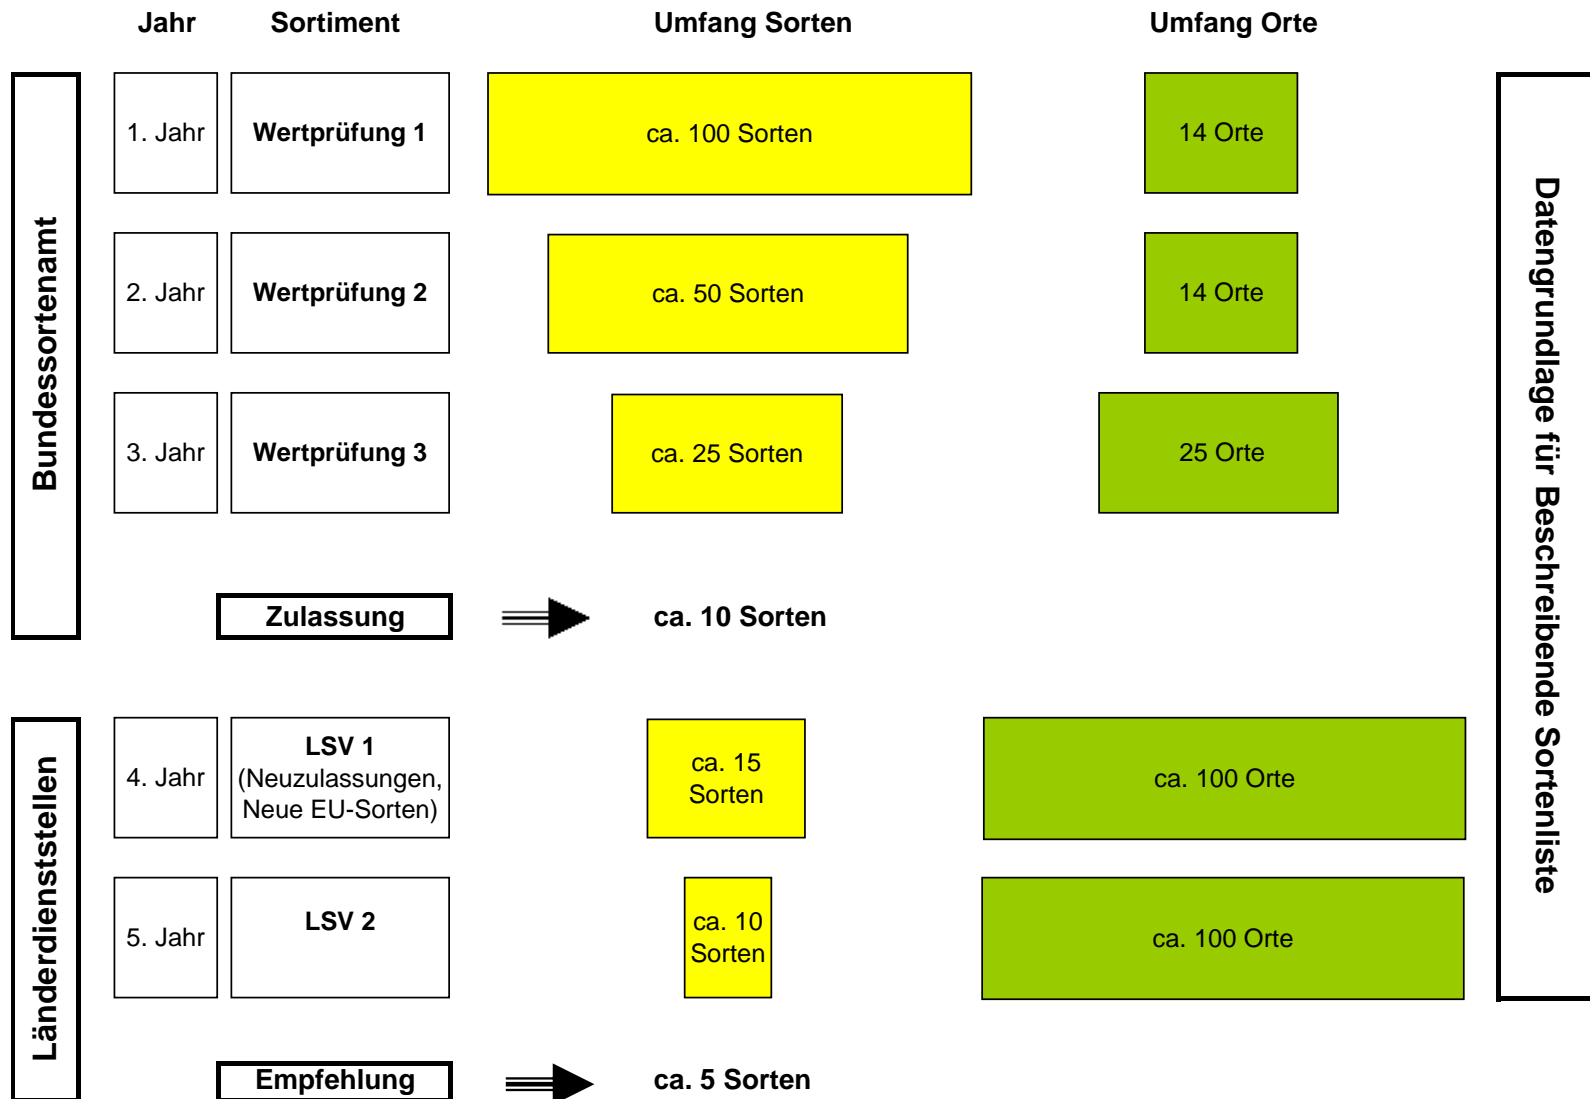 Jahr Sortiment Umfang Sorten Umfang Orte
Bundessortenamt
1. Jahr Wertprüfung 1 ca. 100 Sorten 14 Orte
2. Jahr Wertprüfung 2 ca. 50 Sorten 14 Orte
3. Jahr Wertprüfung 3 ca. 25 Sorten 25 Orte
Zulassung ca. 10 Sorten
Länderdienststellen
4. Jahr
LSV 1
(Neuzulassungen,
Neue EU-Sorten)
ca. 15
Sorten
ca. 100 Orte
5. Jahr
LSV 2
ca. 10
Sorten
ca. 100 Orte
Empfehlung ca. 5 Sorten
Datengrundlage für Beschreibende Sortenliste